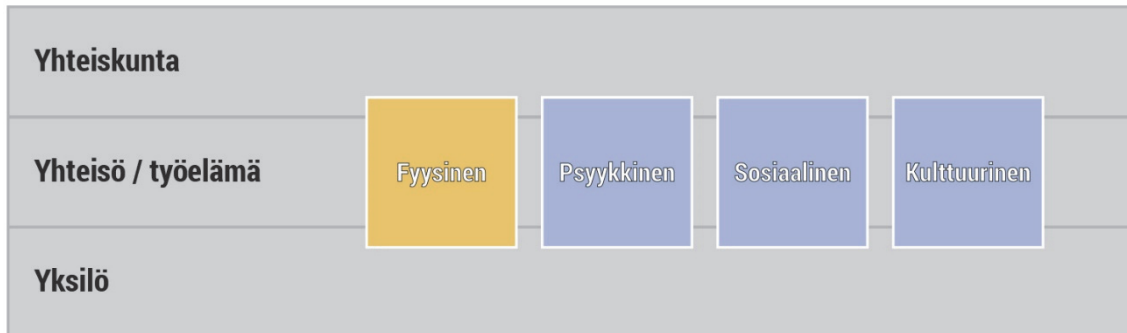 Yhteiskunta
Yhteisö / työelämä
Fyysinen
Psyykkinen
Sosiaalinen
Kulttuurinen
Yksilö